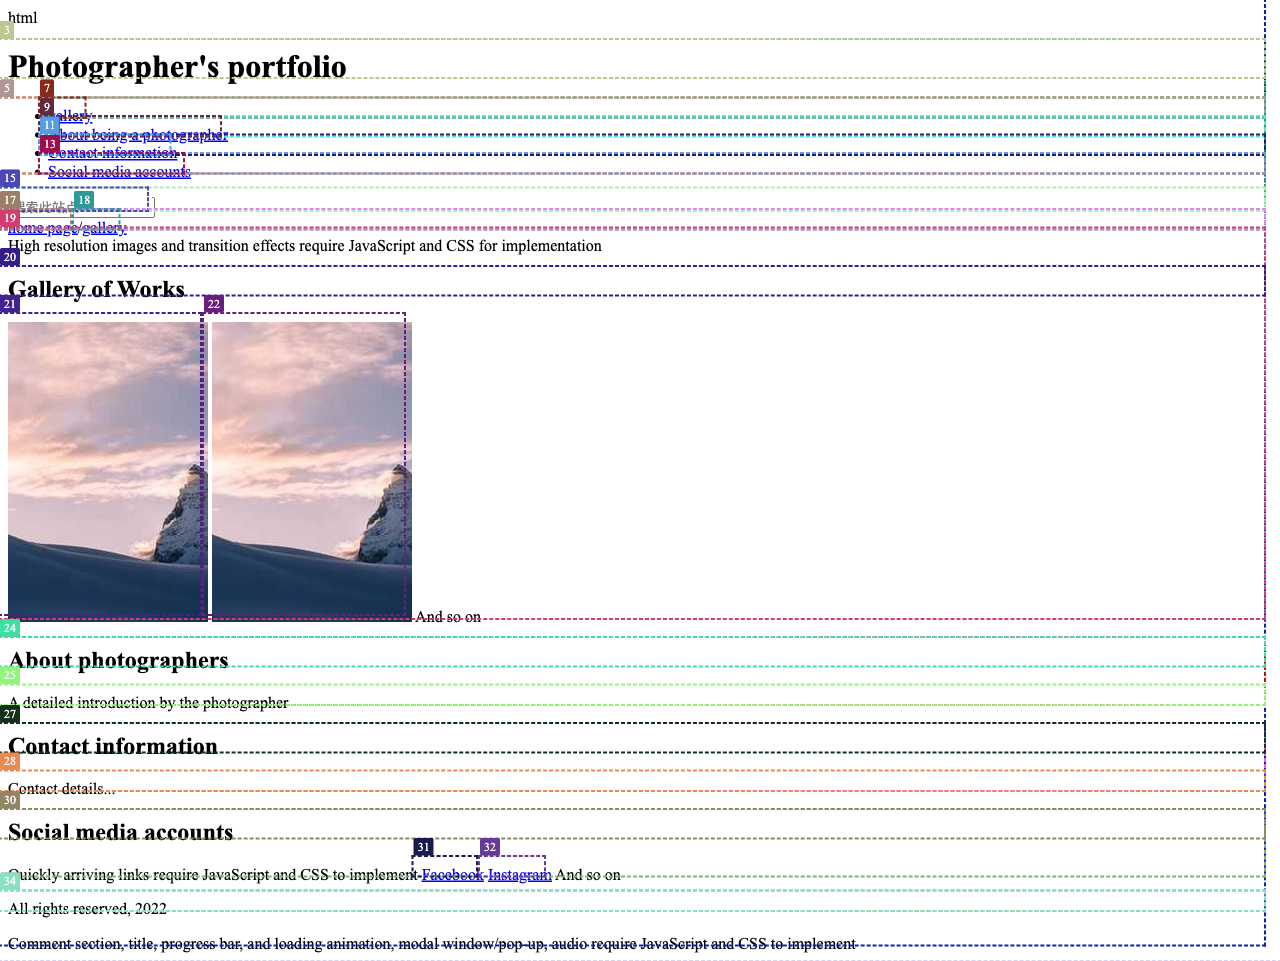 html
3
Photographer's portfolio
5
7
Gallery
9
About being a photographer
11
Contact information
13
Social media accounts
15
搜索此站点
17
18
home page/gallery
19
High resolution images and transition effects require JavaScript and CSS for implementation
20
Gallery of Works
21
22
And so on
24
About photographers
25
A detailed introduction by the photographer
27
Contact information
28
Contact details...
30
Social media accounts
31
32
Quickly arriving links require JavaScript and CSS to implement Facebook Instagram And so on
34
All rights reserved, 2022
Comment section, title, progress bar, and loading animation, modal window/pop-up, audio require JavaScript and CSS to implement